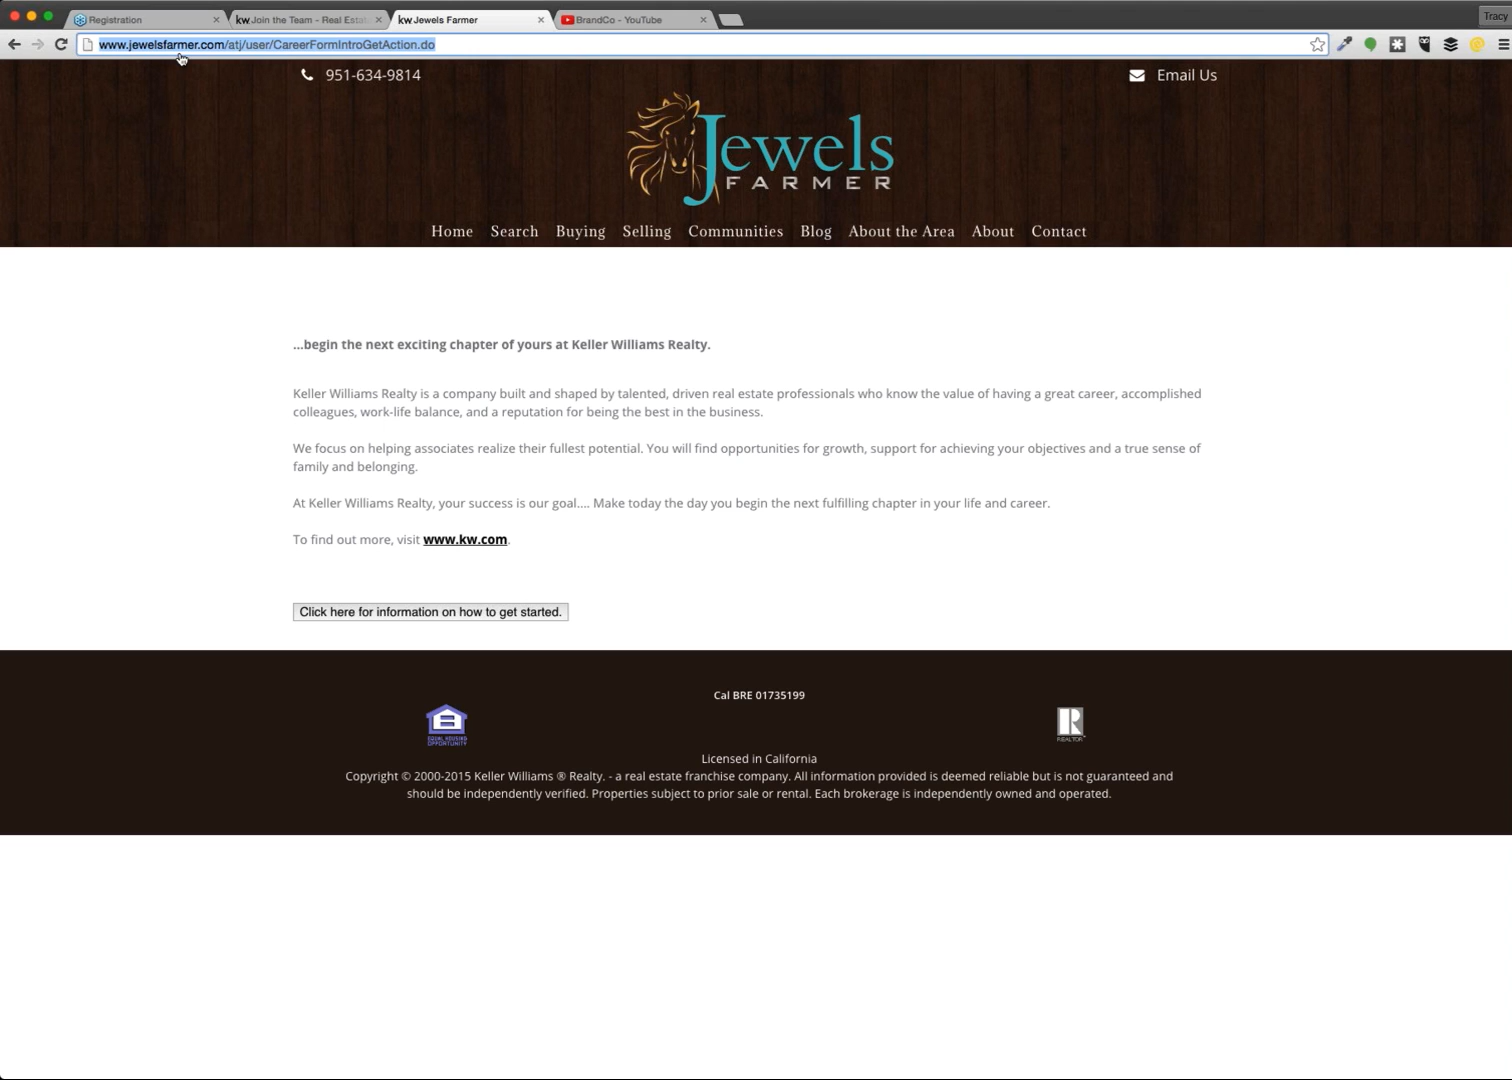 Registration
kw Join the Team - Real Estat
kw Jewels Farmer
BrandCo - YouTube
Tracy
www.jewelsfarmer.com/atj/user/CareerFormIntroGetAction.do
951-634-9814
Email Us
Jewels
FARMER
Home Search Buying Selling Communities Blog About the Area About Contact
...begin the next exciting chapter of yours at Keller Williams Realty.
Keller Williams Realty is a company built and shaped by talented, driven real estate professionals who know the value of having a great career, accomplished
colleagues, work-life balance, and a reputation for being the best in the business.
We focus on helping associates realize their fullest potential. You will find opportunities for growth, support for achieving your objectives and a true sense of
family and belonging.
At Keller Williams Realty, your success is our goal.... Make today the day you begin the next fulfilling chapter in your life and career.
To find out more, visit www.kw.com.
Click here for information on how to get started.
Cal BRE 01735199
EQUAL HOUSING
OPPORTUNITY
R
REALTOR
Licensed in California
Copyright © 2000-2015 Keller Williams ® Realty. - a real estate franchise company. All information provided is deemed reliable but is not guaranteed and
should be independently verified. Properties subject to prior sale or rental. Each brokerage is independently owned and operated.